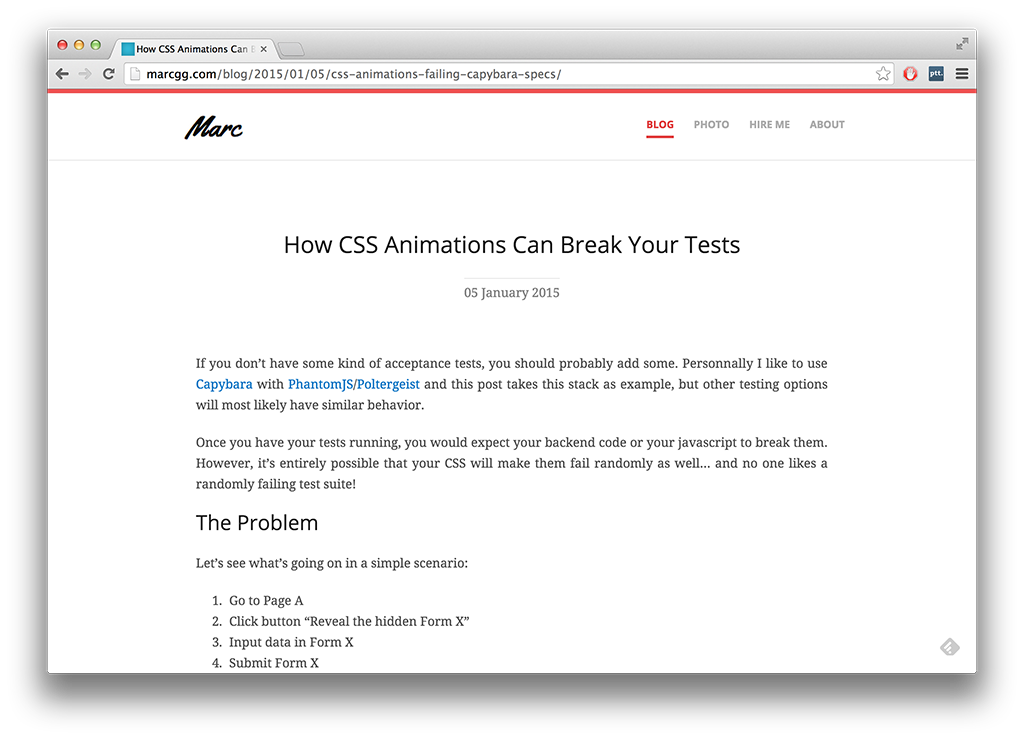 How CSS Animations Can B
marcgg.com/blog/2015/01/05/css-animations-failing-capybara-specs/
ptt.
Marc
BLOG PHOTO HIRE ME ABOUT
How CSS Animations Can Break Your Tests
05 January 2015
If you don’t have some kind of acceptance tests, you should probably add some. Personnally I like to use
Capybara with PhantomJS/Poltergeist and this post takes this stack as example, but other testing options
will most likely have similar behavior.
Once you have your tests running, you would expect your backend code or your javascript to break them.
However, it’s entirely possible that your CSS will make them fail randomly as well… and no one likes a
randomly failing test suite!
The Problem
Let’s see what’s going on in a simple scenario:
1. Go to Page A
2. Click button “Reveal the hidden Form X”
3. Input data in Form X
4. Submit Form X